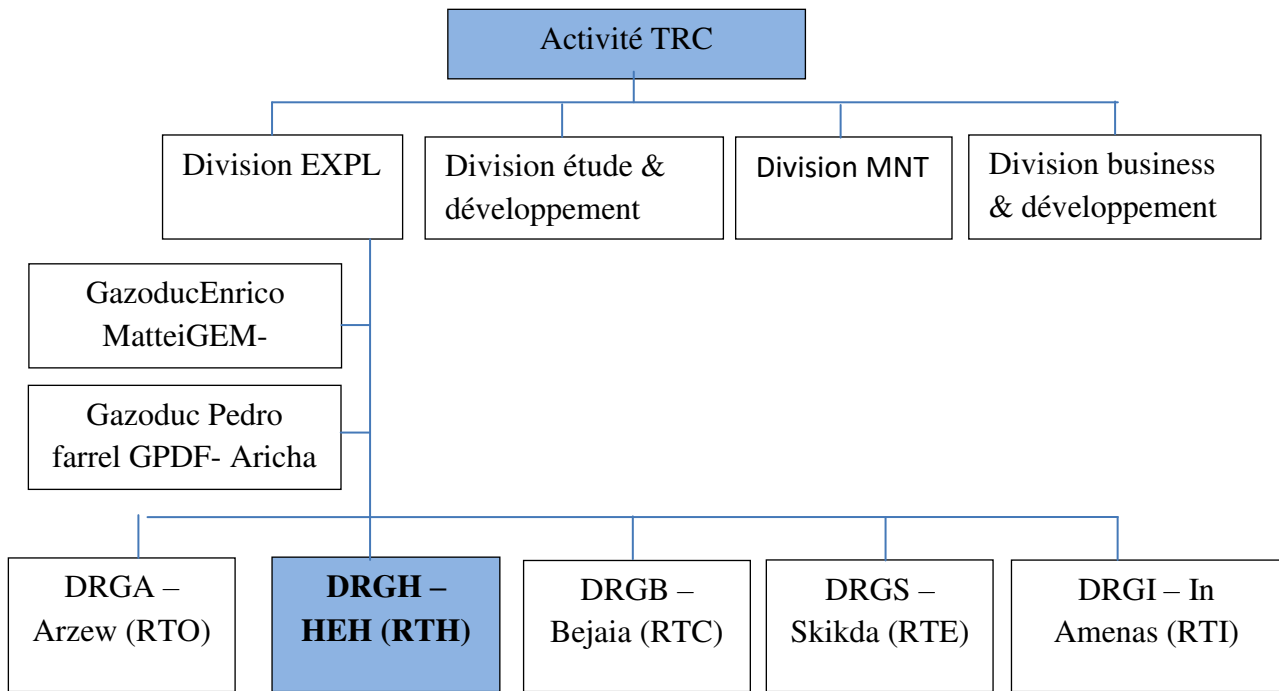 Activité TRC
Division EXPL
Division étude &
développement
Division MNT
Division business
& développement
GazoducEnrico
MatteiGEM-
Gazoduc Pedro
farrel GPDF- Aricha
DRGA –
Arzew (RTO)
DRGH –
HEH (RTH)
DRGB –
Bejaia (RTC)
DRGS –
Skikda (RTE)
DRGI – In
Amenas (RTI)